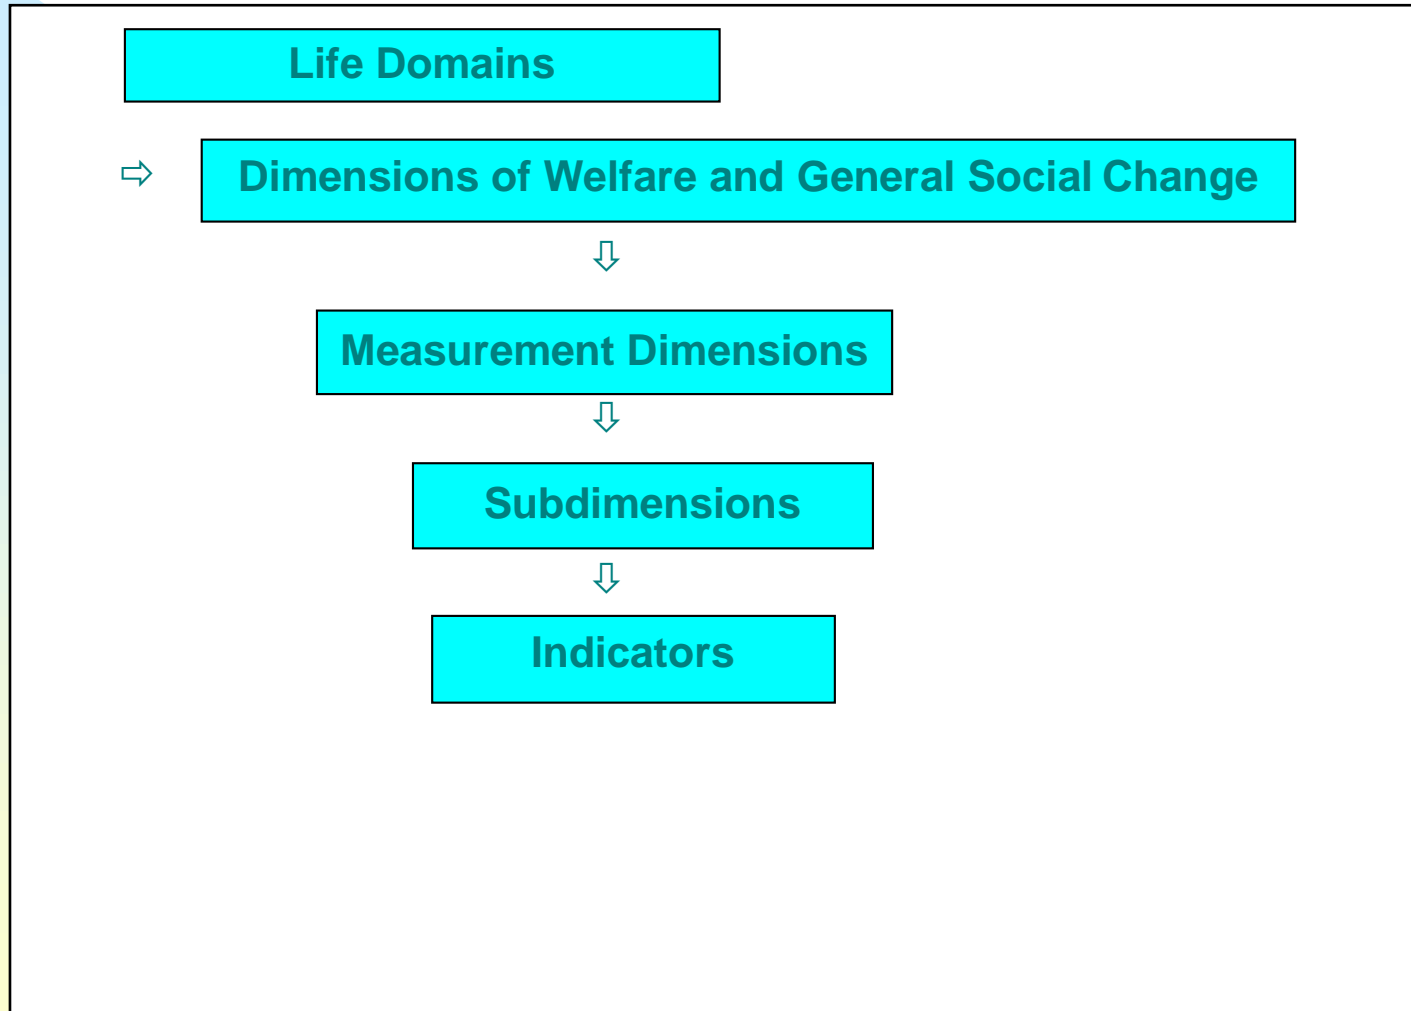 Life Domains
Dimensions of Welfare and General Social Change
Measurement Dimensions
Subdimensions
Indicators